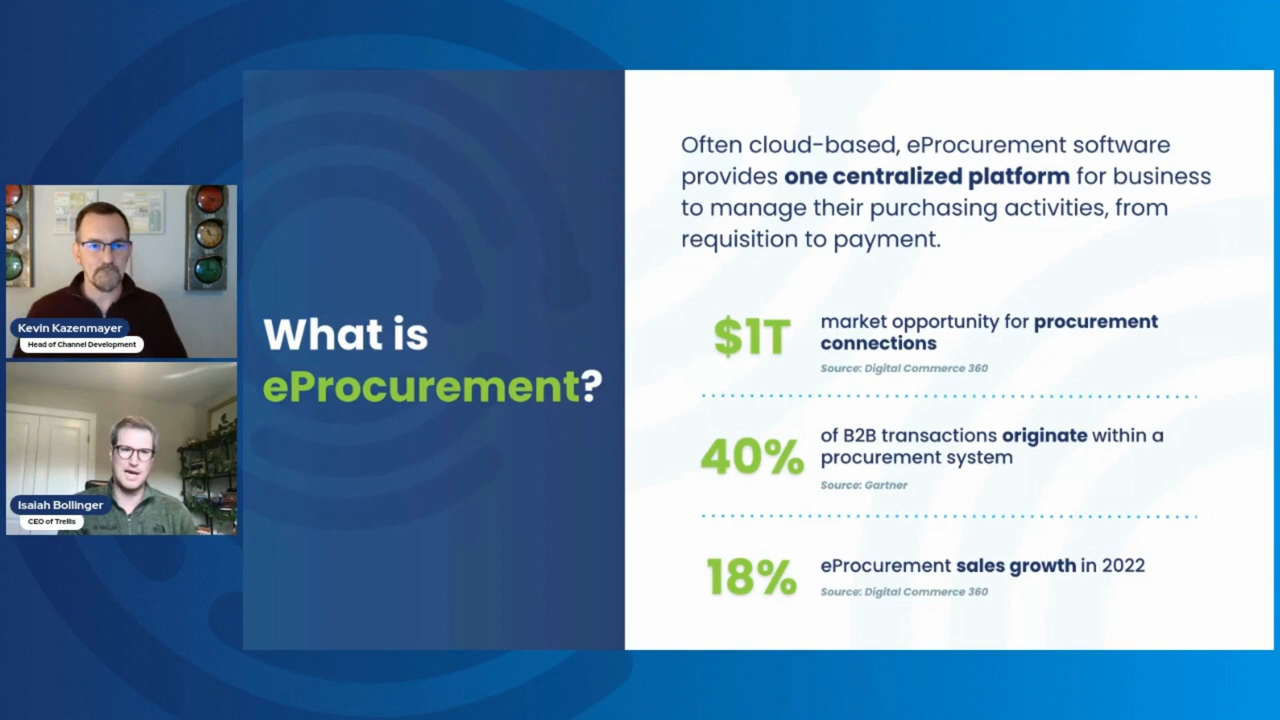 Kevin Kazenmayer
Head of Channel Development
Isaiah Bollinger
CEO of Trellis
What is
eProcurement?
Often cloud-based, eProcurement software
provides one centralized platform for business
to manage their purchasing activities, from
requisition to payment.
$1T
market opportunity for procurement
connections
Source: Digital Commerce 360
40%
of B2B transactions originate within a
procurement system
Source: Gartner
18%
eProcurement sales growth in 2022
Source: Digital Commerce 360